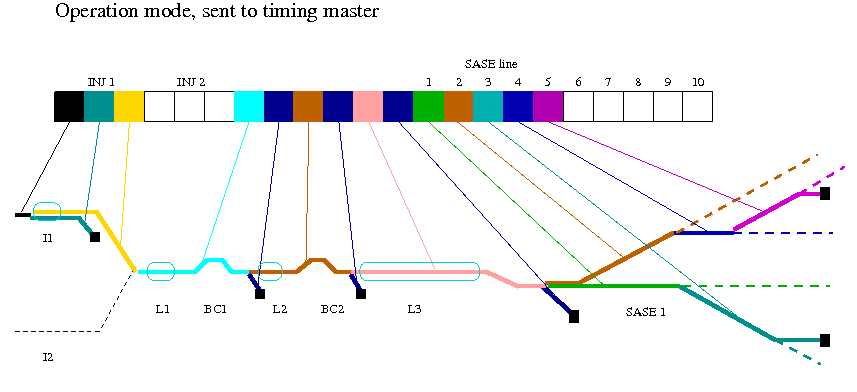 Operation mode, sent to timing master
SASE line
INJ 1
INJ 2
1 2 3 4 5 6 7 8 9 10
I1
L1
BC1
L2
BC2
L3
SASE 1
I2